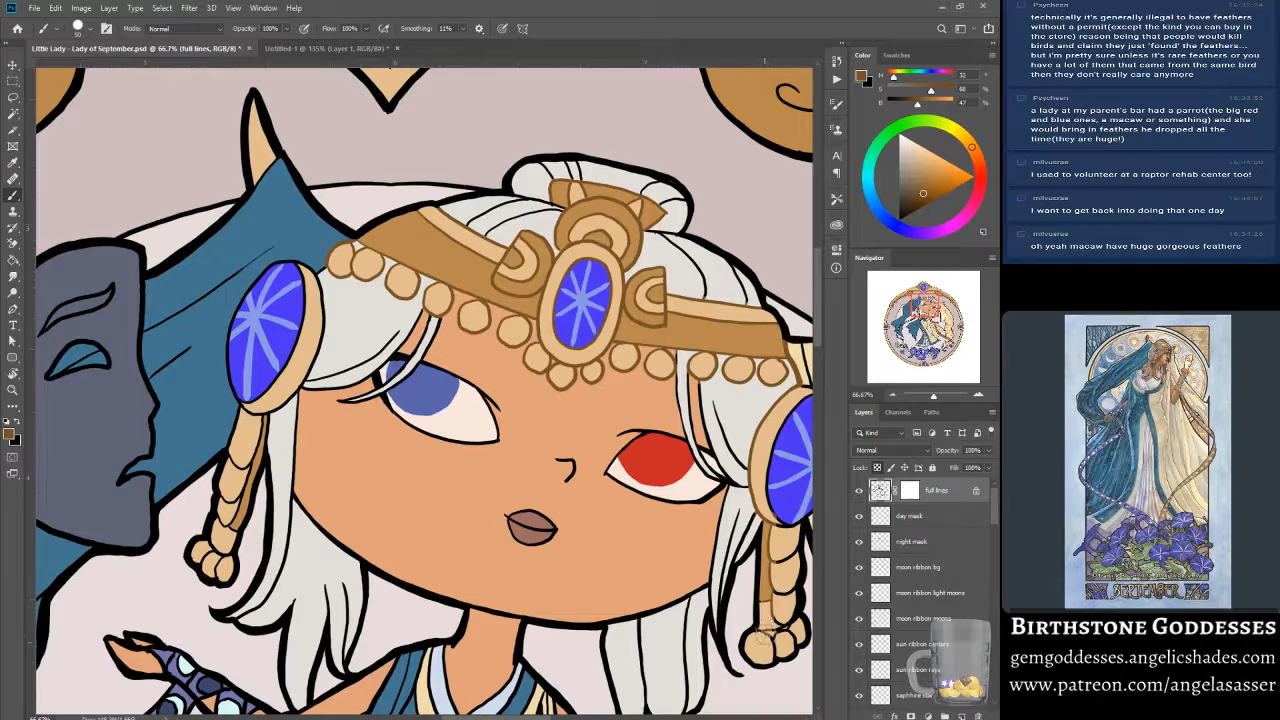 File Edit Image Layer Type Select Filter 3D View Window Help
50 Mode: Normal Opacity: 100% Flow: 100% Smoothing: 11%
Little Lady - Lady of September.psd @ 66.7% (full lines, RGB/8) * × Untitled-1 @ 135% (Layer 1, RGB/8#) * ×
Color Swatches
H 32 °
S 66 %
B 47 %
Navigator
66.67%
Layers Channels Paths
Kind
Normal Opacity: 100%
Lock: Fill: 100%
full lines
day mask
night mask
moon ribbon bg
moon ribbon light moons
moon ribbon moons
sun ribbon centers
sun ribbon rays
technically it's generally illegal to have feathers
without a permit(except the kind you can buy in
the store) reason being that people would kill
birds and claim they just 'found' the feathers...
but i'm pretty sure unless it's rare feathers or you
have a lot of them that came from the same bird
then they don't really care anymore
Psycheen
a lady at my parent's bar had a parrot(the big red
and blue ones, a macaw or something) and she
would bring in feathers he dropped all the
time(they are huge!)
milvusrae
I used to volunteer at a raptor rehab center too!
milvusrae
I want to get back into doing that one day
milvusrae
oh yeah macaw have huge gorgeous feathers
SEPTEMBER
Birthstone Goddesses
gemgoddesses.angelicshades.com
www.patreon.com/angelasasser